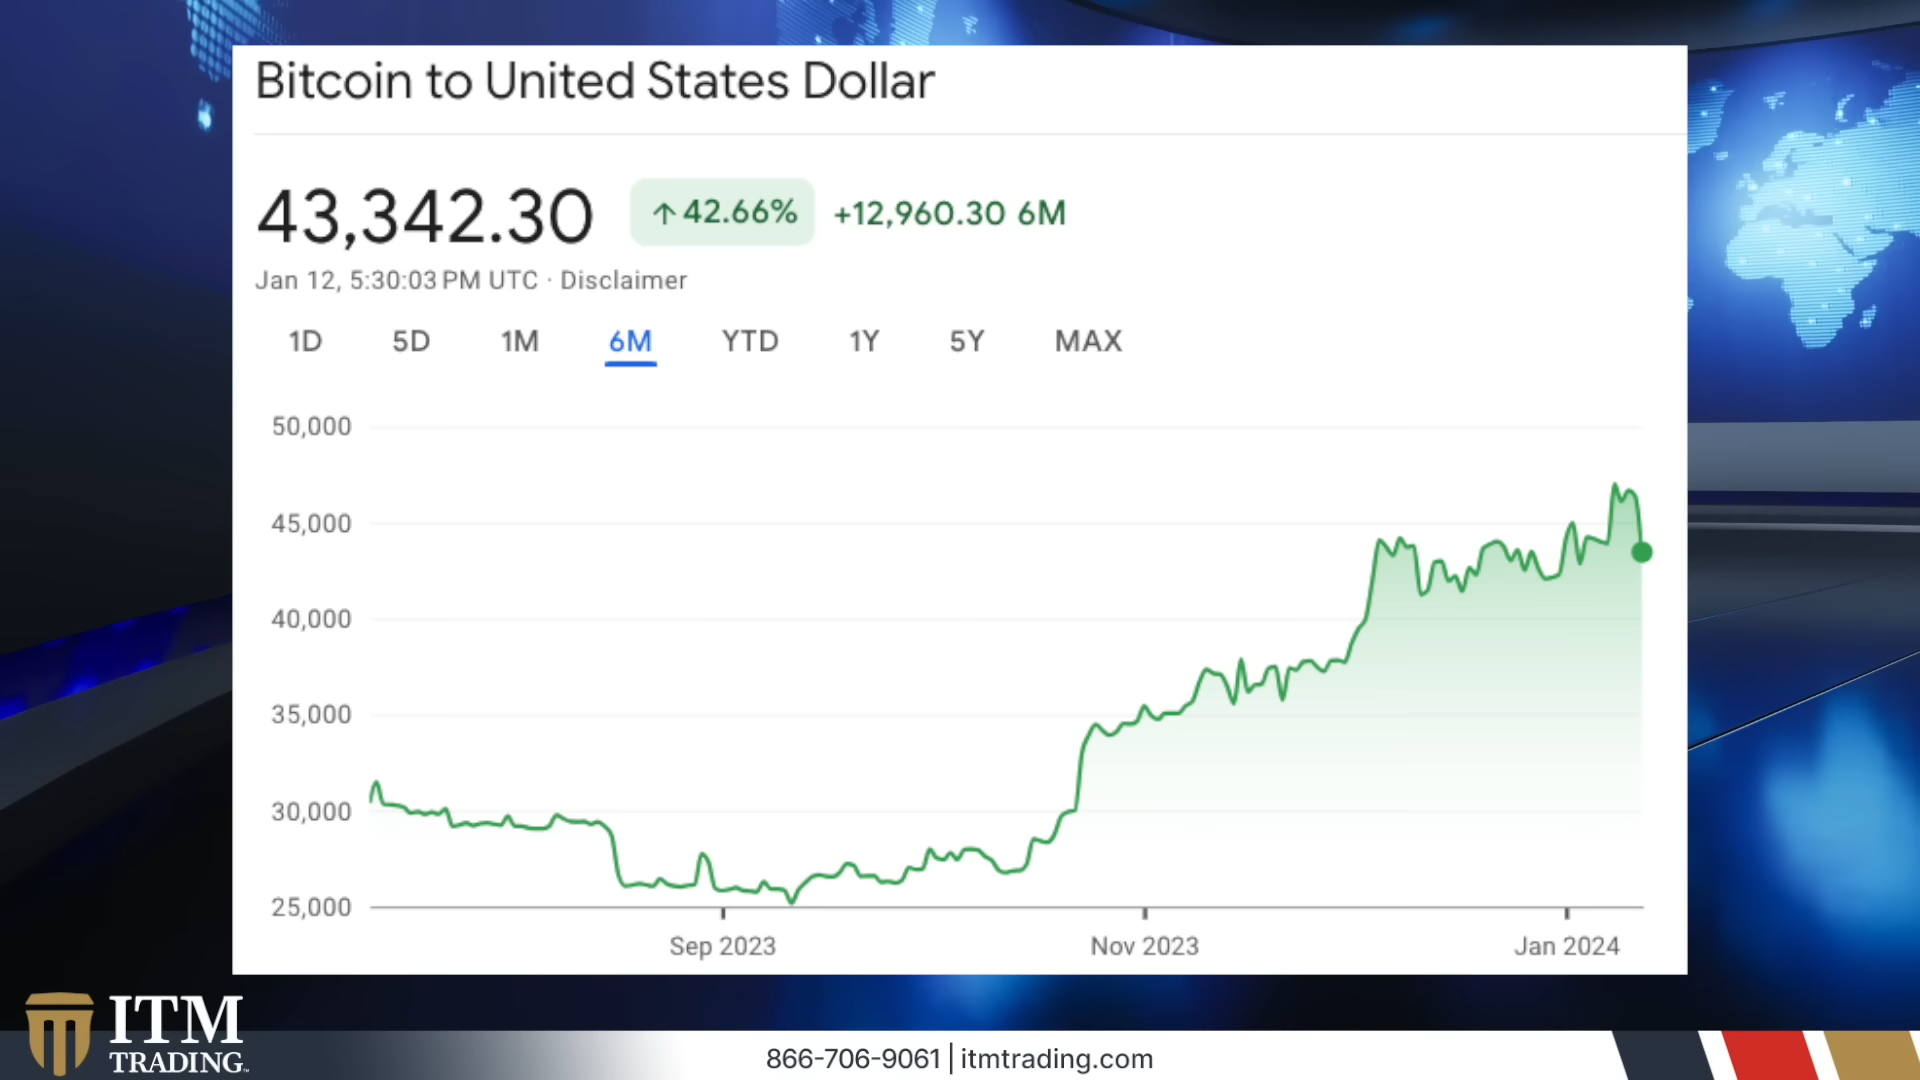 Bitcoin to United States Dollar
43,342.30 ↑42.66% +12,960.30 6M
Jan 12, 5:30:03 PM UTC · Disclaimer
1D 5D 1M 6M YTD 1Y 5Y MAX
50,000
45,000
40,000
35,000
30,000
25,000
Sep 2023 Nov 2023 Jan 2024
ITM
TRADING™
866-706-9061 | itmtrading.com